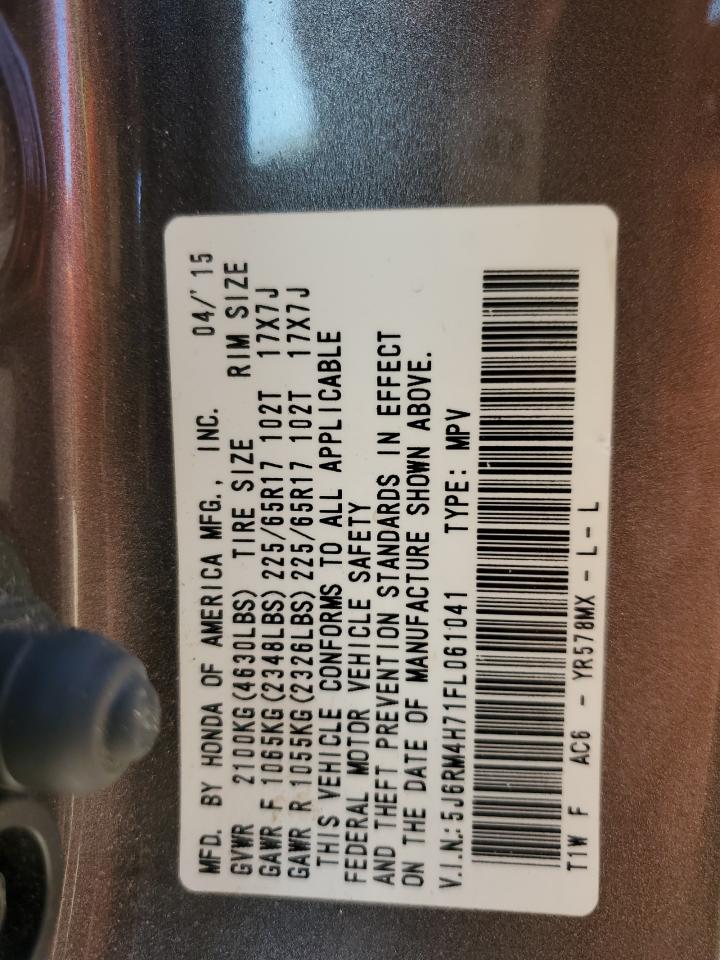 MFD. BY HONDA OF AMERICA MFG., INC. 04/'15
GVWR 2100KG(4630LBS) TIRE SIZE RIM SIZE
GAWR F 1065KG(2348LBS)225/65R17 102T 17X7J
GAWR R 1055KG(2326LBS)225/65R17 102T 17X7J
THIS VEHICLE CONFORMS TO ALL APPLICABLE
FEDERAL MOTOR VEHICLE SAFETY
AND THEFT PREVENTION STANDARDS IN EFFECT
ON THE DATE OF MANUFACTURE SHOWN ABOVE.
V.I.N.:5J6RM4H71FL061041 TYPE: MPV
T1W F AC6 - YR578MX - L - L